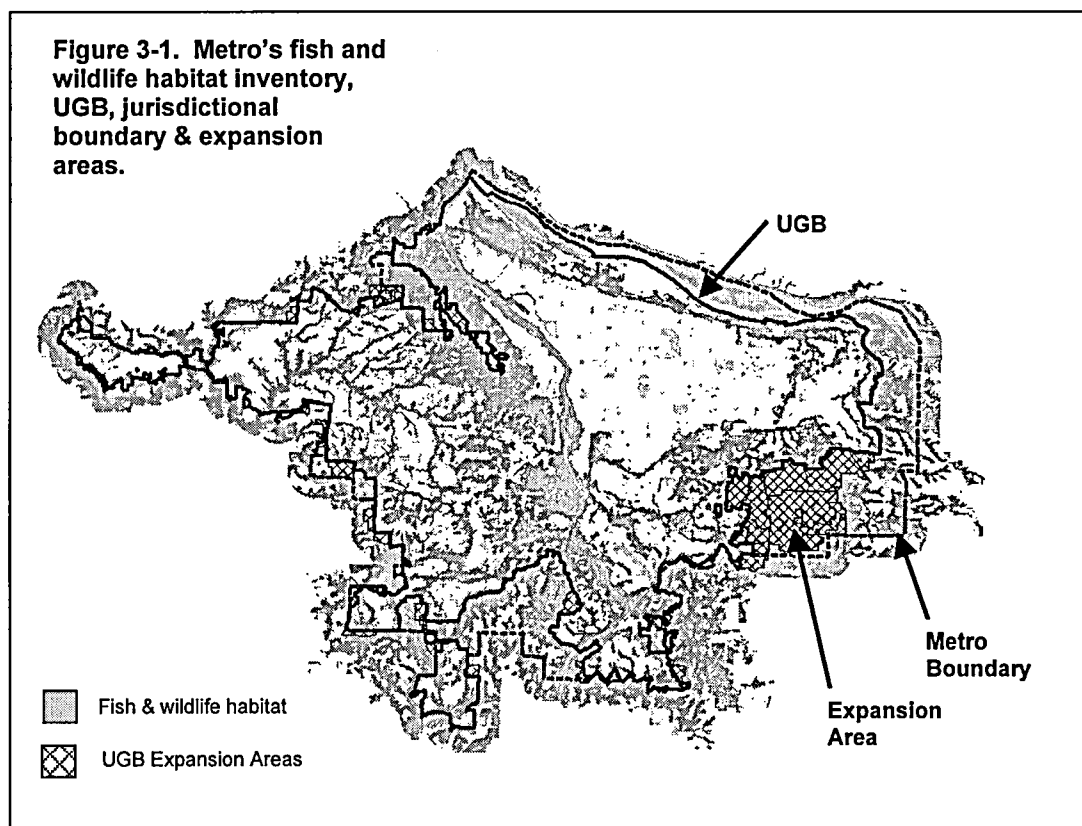 Figure 3-1. Metro's fish and
wildlife habitat inventory,
UGB, jurisdictional
boundary & expansion
areas.
UGB
Metro
Boundary
Expansion
Area
Fish & wildlife habitat
UGB Expansion Areas